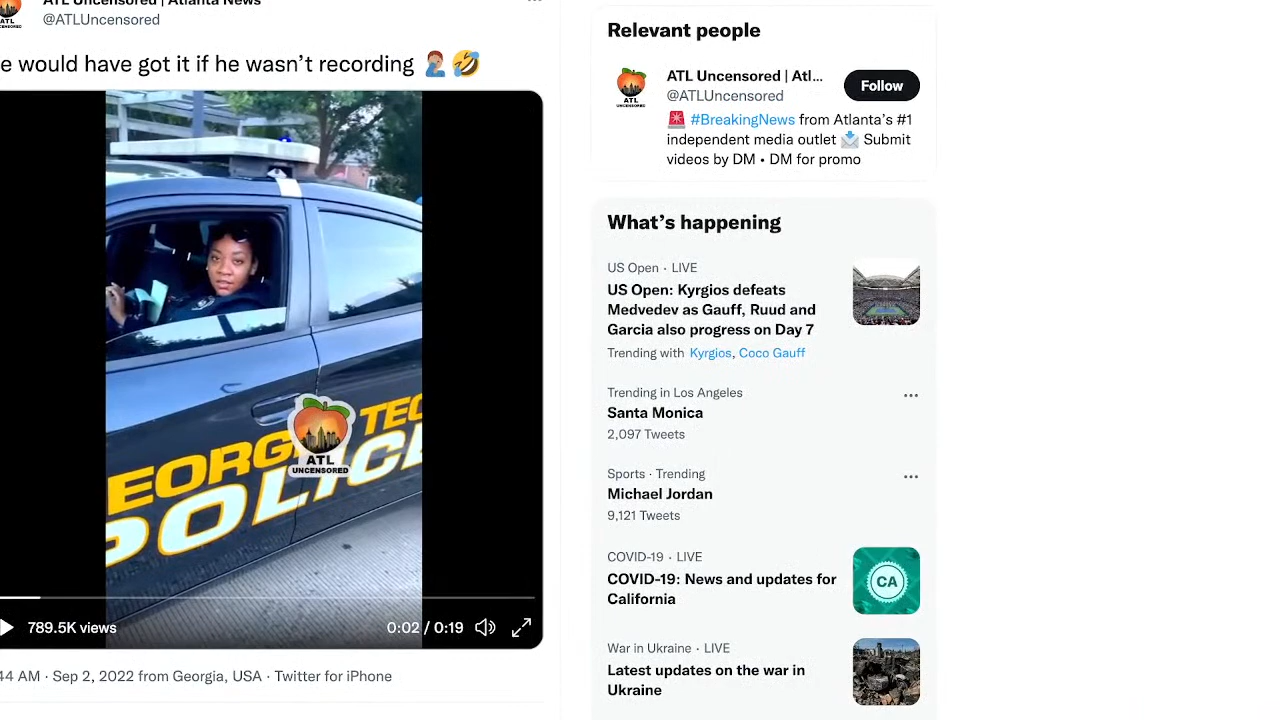 ATL Uncensored | Atlanta News
@ATLUncensored
e would have got it if he wasn't recording 🤦🏽‍♂️🤣
EORGIA TEC
POLICE
ATL
UNCENSORED
789.5K views
0:02 / 0:19
44 AM · Sep 2, 2022 from Georgia, USA · Twitter for iPhone
Relevant people
ATL Uncensored | Atl...
@ATLUncensored
Follow
ATL
UNCENSORED
🚨 #BreakingNews from Atlanta's #1
independent media outlet 📩 Submit
videos by DM • DM for promo
What's happening
US Open · LIVE
US Open: Kyrgios defeats
Medvedev as Gauff, Ruud and
Garcia also progress on Day 7
Trending with Kyrgios, Coco Gauff
Trending in Los Angeles
Santa Monica
2,097 Tweets
Sports · Trending
Michael Jordan
9,121 Tweets
COVID-19 · LIVE
COVID-19: News and updates for
California
CA
War in Ukraine · LIVE
Latest updates on the war in
Ukraine